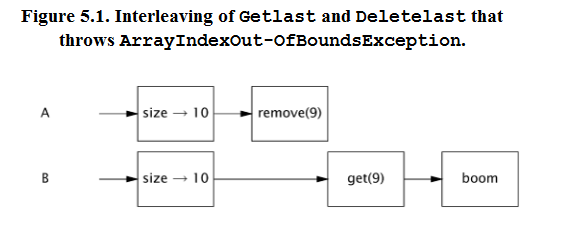 Figure 5.1. Interleaving of Getlast and Deletelast that
throws ArrayIndexOut-OfBoundsException.
A size → 10 remove(9)
B size → 10 get(9) boom